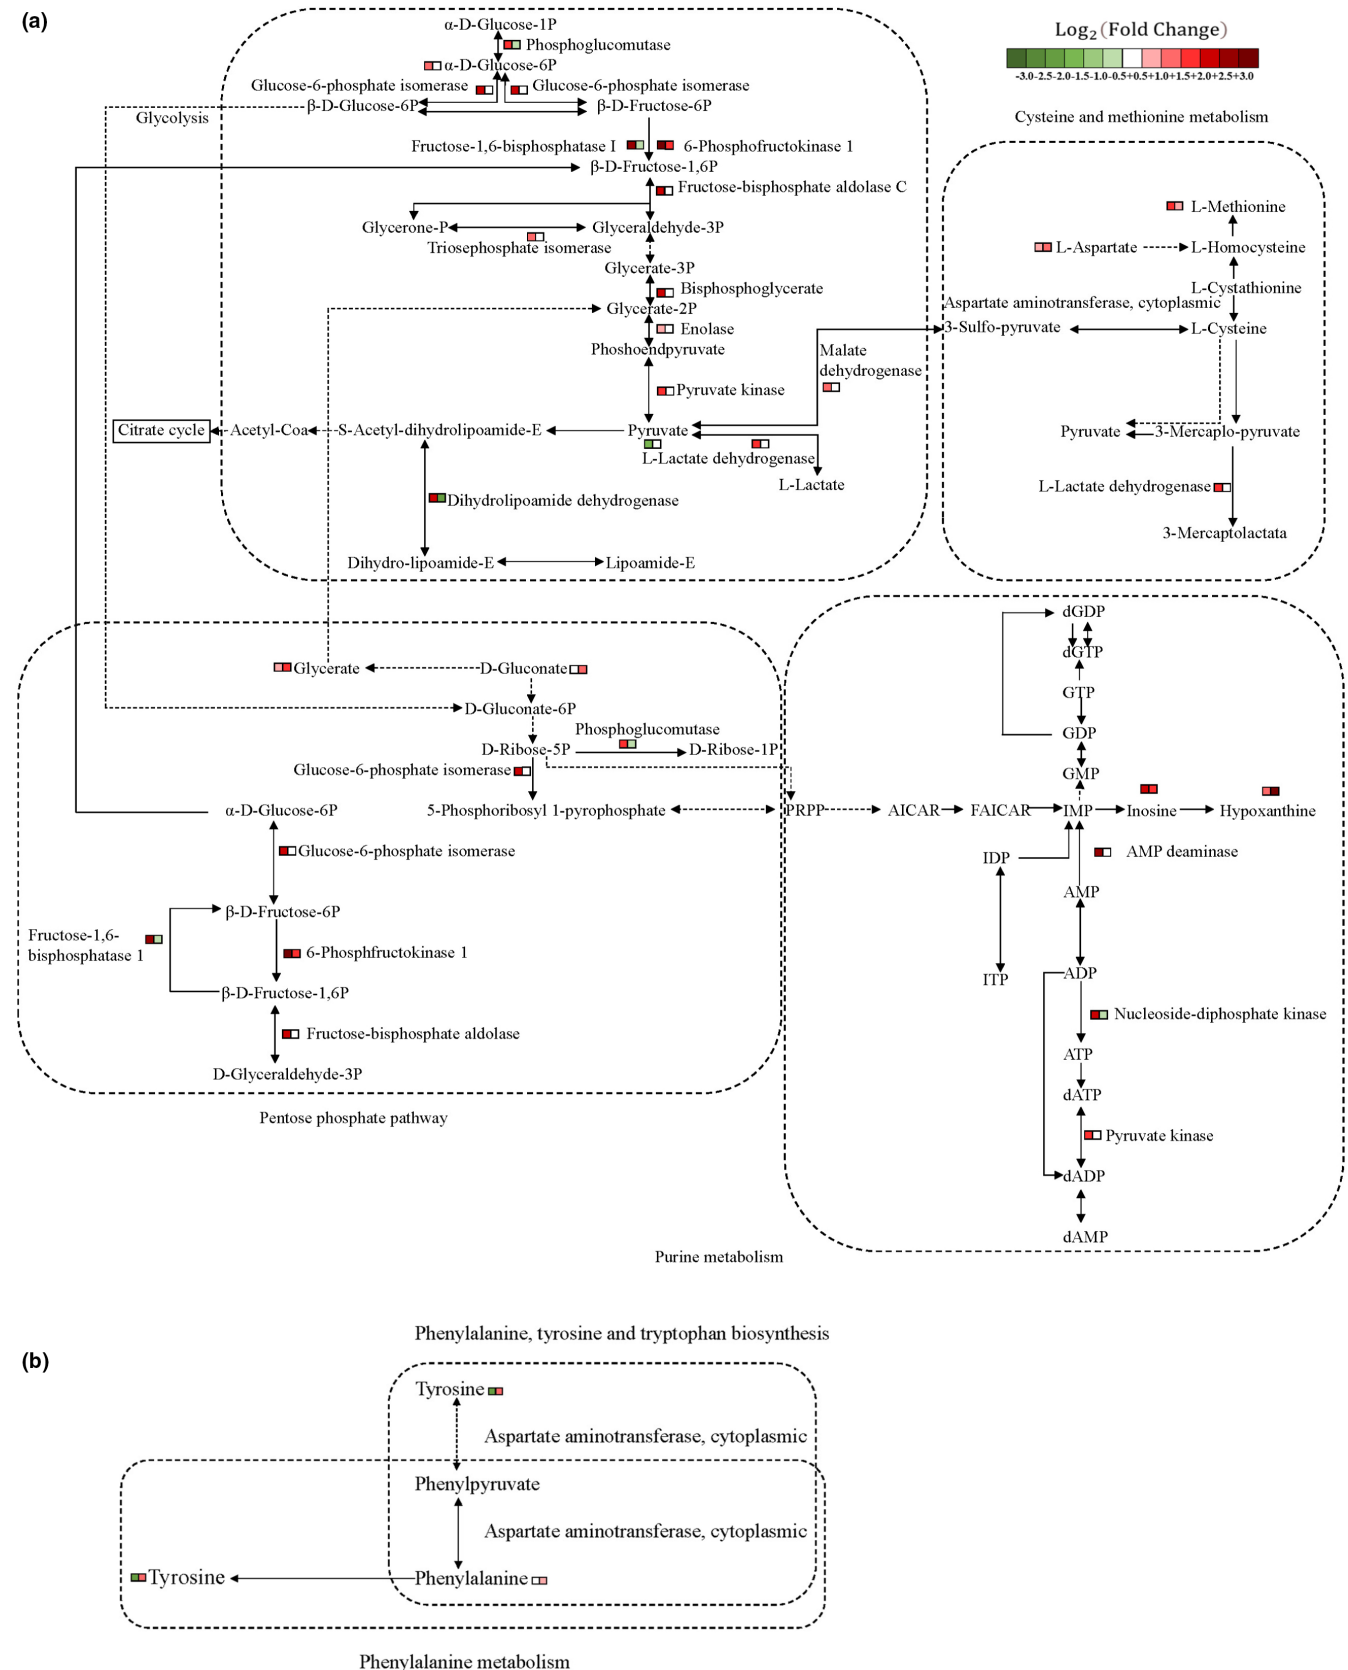 (a)
Log₂(Fold Change)
-3.0-2.5-2.0-1.5-1.0-0.5+0.5+1.0+1.5+2.0+2.5+3.0
α-D-Glucose-1P
Phosphoglucomutase
α-D-Glucose-6P
Glucose-6-phosphate isomerase
Glucose-6-phosphate isomerase
β-D-Glucose-6P
β-D-Fructose-6P
Glycolysis
Fructose-1,6-bisphosphatase I
6-Phosphofructokinase 1
β-D-Fructose-1,6P
Fructose-bisphosphate aldolase C
Glycerone-P
Glyceraldehyde-3P
Triosephosphate isomerase
Glycerate-3P
Bisphosphoglycerate
Glycerate-2P
Enolase
Phoshoendpyruvate
Malate
dehydrogenase
Pyruvate kinase
Citrate cycle
Acetyl-Coa
S-Acetyl-dihydrolipoamide-E
Pyruvate
L-Lactate dehydrogenase
L-Lactate
Dihydrolipoamide dehydrogenase
Dihydro-lipoamide-E
Lipoamide-E
Cysteine and methionine metabolism
L-Methionine
L-Aspartate
L-Homocysteine
L-Cystathionine
Aspartate aminotransferase, cytoplasmic
3-Sulfo-pyruvate
L-Cysteine
Pyruvate
3-Mercaplo-pyruvate
L-Lactate dehydrogenase
3-Mercaptolactata
Glycerate
D-Gluconate
D-Gluconate-6P
Phosphoglucomutase
D-Ribose-5P
D-Ribose-1P
Glucose-6-phosphate isomerase
α-D-Glucose-6P
5-Phosphoribosyl 1-pyrophosphate
Glucose-6-phosphate isomerase
β-D-Fructose-6P
Fructose-1,6-
bisphosphatase 1
6-Phosphfructokinase 1
β-D-Fructose-1,6P
Fructose-bisphosphate aldolase
D-Glyceraldehyde-3P
Pentose phosphate pathway
dGDP
dGTP
GTP
GDP
GMP
PRPP
AICAR
FAICAR
IMP
Inosine
Hypoxanthine
IDP
AMP deaminase
AMP
ITP
ADP
Nucleoside-diphosphate kinase
ATP
dATP
Pyruvate kinase
dADP
dAMP
Purine metabolism
Phenylalanine, tyrosine and tryptophan biosynthesis
(b)
Tyrosine
Aspartate aminotransferase, cytoplasmic
Phenylpyruvate
Aspartate aminotransferase, cytoplasmic
Tyrosine
Phenylalanine
Phenylalanine metabolism